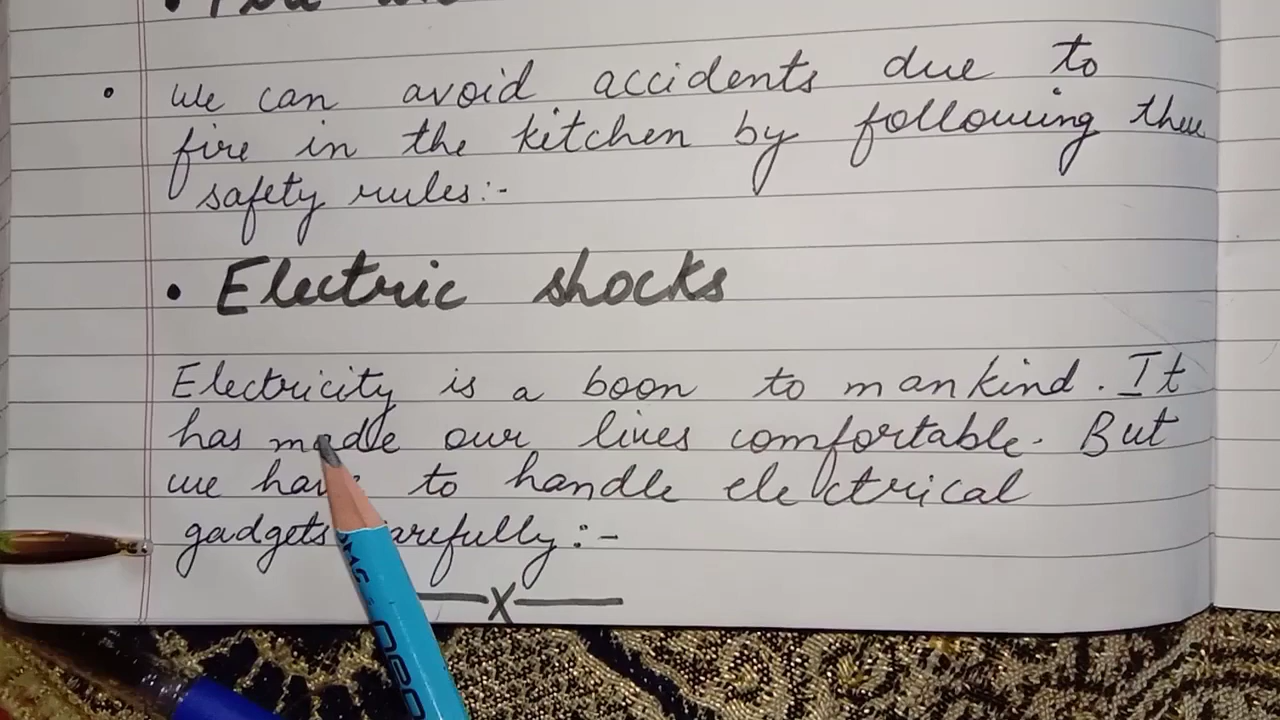 • We can avoid accidents due to
fire in the kitchen by following these
safety rules:-
• Electric shocks
Electricity is a boon to mankind. It
has made our lives comfortable. But
we have to handle electrical
gadgets carefully:-
—x—